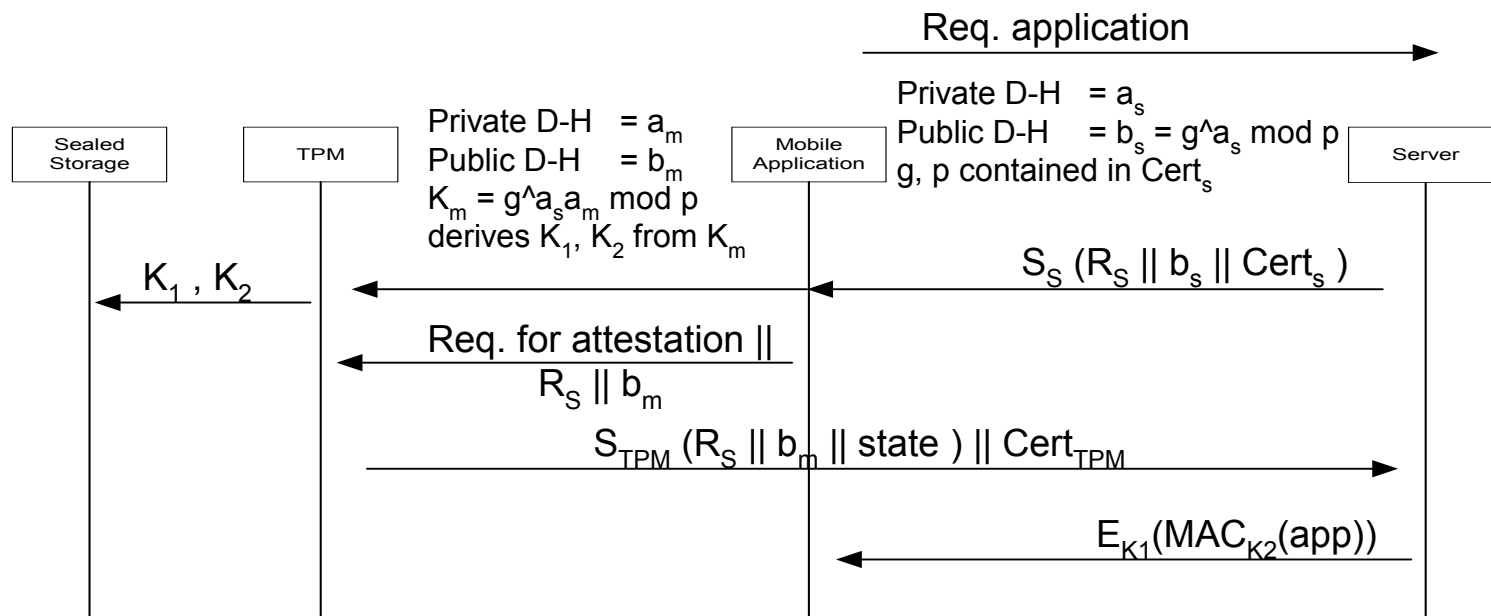 Req. application
Private D-H = a_s
Public D-H = b_s = g^a_s mod p
g, p contained in Cert_s
Private D-H = a_m
Public D-H = b_m
K_m = g^a_sa_m mod p
derives K_1, K_2 from K_m
Sealed
Storage
TPM
Mobile
Application
Server
S_S (R_S || b_s || Cert_s )
K_1 , K_2
Req. for attestation ||
R_S || b_m
S_TPM (R_S || b_m || state ) || Cert_TPM
E_K1(MAC_K2(app))